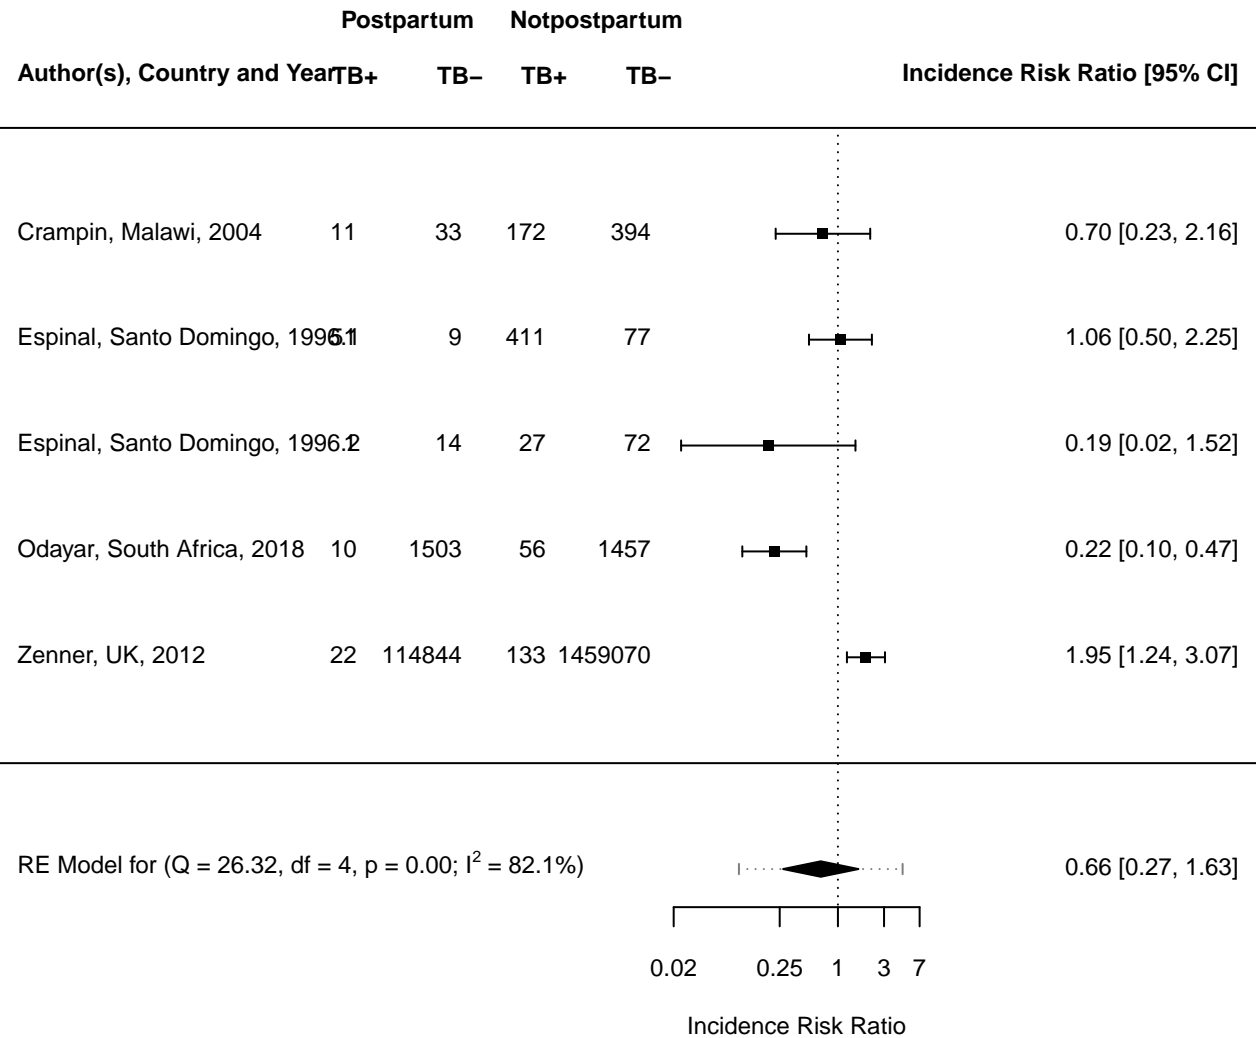 Postpartum Notpostpartum
Author(s), Country and Year TB+ TB− TB+ TB− Incidence Risk Ratio [95% CI]
Crampin, Malawi, 2004 11 33 172 394 0.70 [0.23, 2.16]
Espinal, Santo Domingo, 1996.1 51 9 411 77 1.06 [0.50, 2.25]
Espinal, Santo Domingo, 1996.2 1 14 27 72 0.19 [0.02, 1.52]
Odayar, South Africa, 2018 10 1503 56 1457 0.22 [0.10, 0.47]
Zenner, UK, 2012 22 114844 133 1459070 1.95 [1.24, 3.07]
RE Model for (Q = 26.32, df = 4, p = 0.00; I² = 82.1%) 0.66 [0.27, 1.63]
0.02 0.25 1 3 7
Incidence Risk Ratio